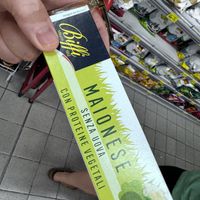 Biffi
MAIONESE
SENZA UOVA
CON PROTEINE VEGETALI